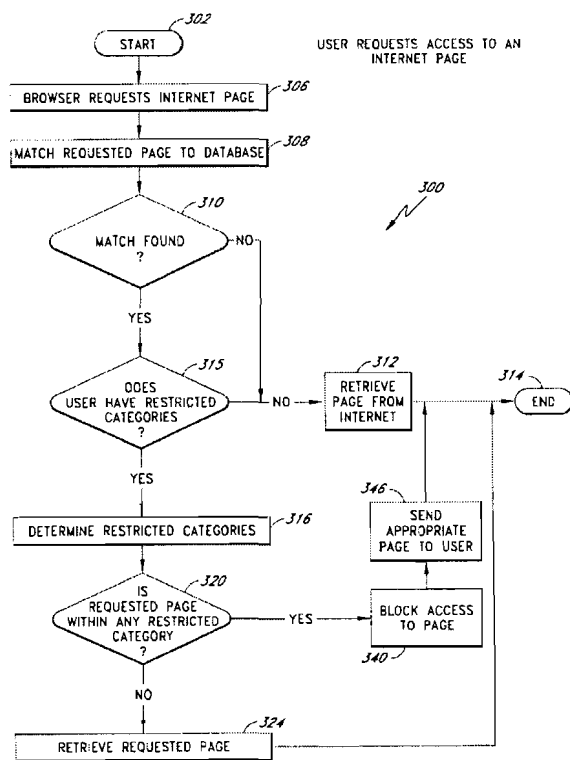 302
START
USER REQUESTS ACCESS TO AN
INTERNET PAGE
306
BROWSER REQUESTS INTERNET PAGE
308
MATCH REQUESTED PAGE TO DATABASE
310
300
MATCH FOUND
?
NO
YES
315
DOES
USER HAVE RESTRICTED
CATEGORIES
?
NO
312
RETRIEVE
PAGE FROM
INTERNET
314
END
YES
316
DETERMINE RESTRICTED CATEGORIES
346
SEND
APPROPRIATE
PAGE TO USER
320
IS
REQUESTED PAGE
WITHIN ANY RESTRICTED
CATEGORY
?
YES
BLOCK ACCESS
TO PAGE
340
NO
324
RETRIEVE REQUESTED PAGE